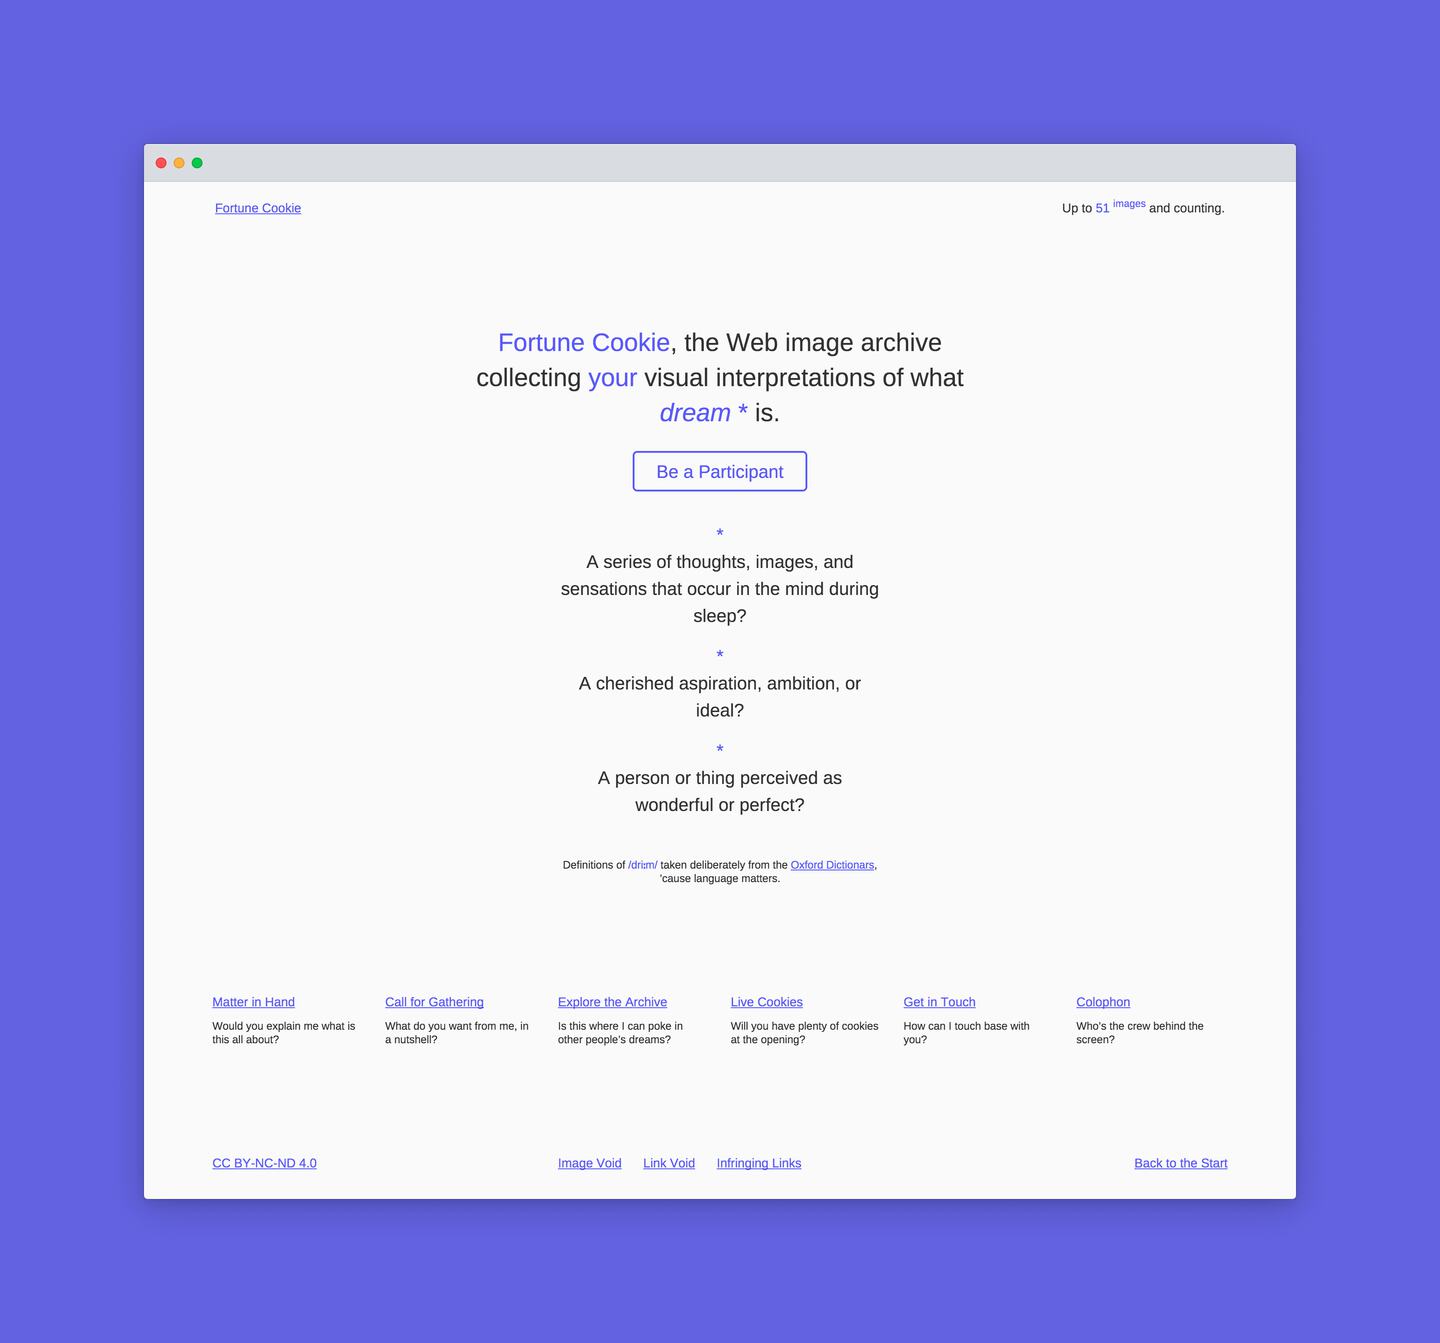 Fortune Cookie
Up to 51 images and counting.
Fortune Cookie, the Web image archive
collecting your visual interpretations of what
dream * is.
Be a Participant
*
A series of thoughts, images, and
sensations that occur in the mind during
sleep?
*
A cherished aspiration, ambition, or
ideal?
*
A person or thing perceived as
wonderful or perfect?
Definitions of /driːm/ taken deliberately from the Oxford Dictionars,
'cause language matters.
Matter in Hand
Would you explain me what is
this all about?
Call for Gathering
What do you want from me, in
a nutshell?
Explore the Archive
Is this where I can poke in
other people's dreams?
Live Cookies
Will you have plenty of cookies
at the opening?
Get in Touch
How can I touch base with
you?
Colophon
Who's the crew behind the
screen?
CC BY-NC-ND 4.0
Image Void
Link Void
Infringing Links
Back to the Start